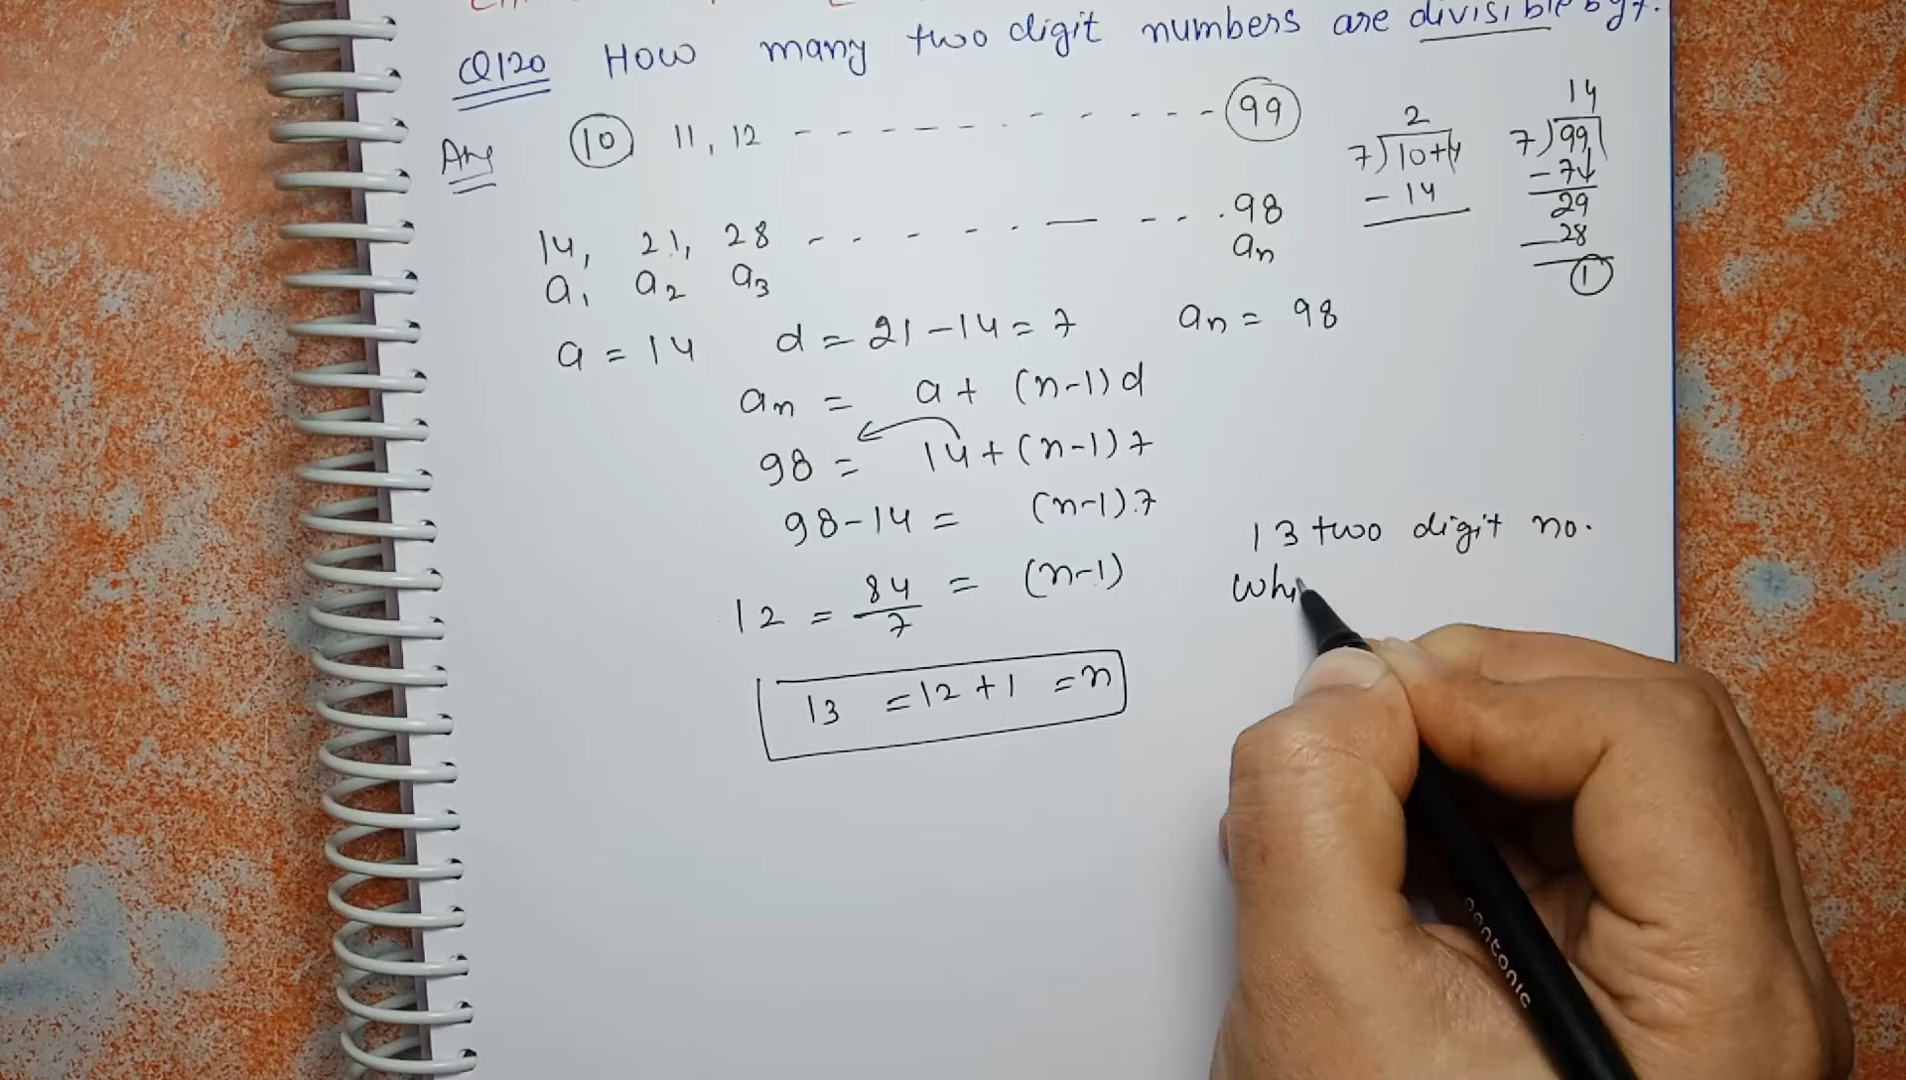 Q120 How many two digit numbers are divisible by 7.
Ans 10 11, 12 - - - - - - - - - - - - 99
14, 21, 28 - - - - - — - - - . 98
a1 a2 a3 an
2
7)10+4
- 14
14
7)99
- 7↓
29
28
1
a = 14 d = 21 - 14 = 7 an = 98
an = a + (n-1) d
98 = 14 + (n-1) 7
98 - 14 = (n-1).7
12 = 84/7 = (n-1)
13 = 12 + 1 = n
13 two digit no.
Whi
pentonic